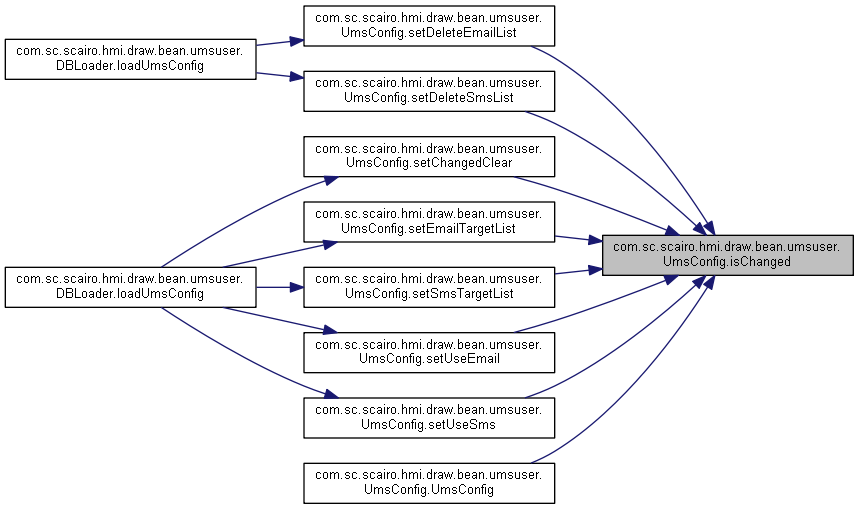 com.sc.scairo.hmi.draw.bean.umsuser.
DBLoader.loadUmsConfig
com.sc.scairo.hmi.draw.bean.umsuser.
UmsConfig.setDeleteEmailList
com.sc.scairo.hmi.draw.bean.umsuser.
UmsConfig.setDeleteSmsList
com.sc.scairo.hmi.draw.bean.umsuser.
UmsConfig.setChangedClear
com.sc.scairo.hmi.draw.bean.umsuser.
UmsConfig.setEmailTargetList
com.sc.scairo.hmi.draw.bean.umsuser.
UmsConfig.isChanged
com.sc.scairo.hmi.draw.bean.umsuser.
DBLoader.loadUmsConfig
com.sc.scairo.hmi.draw.bean.umsuser.
UmsConfig.setSmsTargetList
com.sc.scairo.hmi.draw.bean.umsuser.
UmsConfig.setUseEmail
com.sc.scairo.hmi.draw.bean.umsuser.
UmsConfig.setUseSms
com.sc.scairo.hmi.draw.bean.umsuser.
UmsConfig.UmsConfig